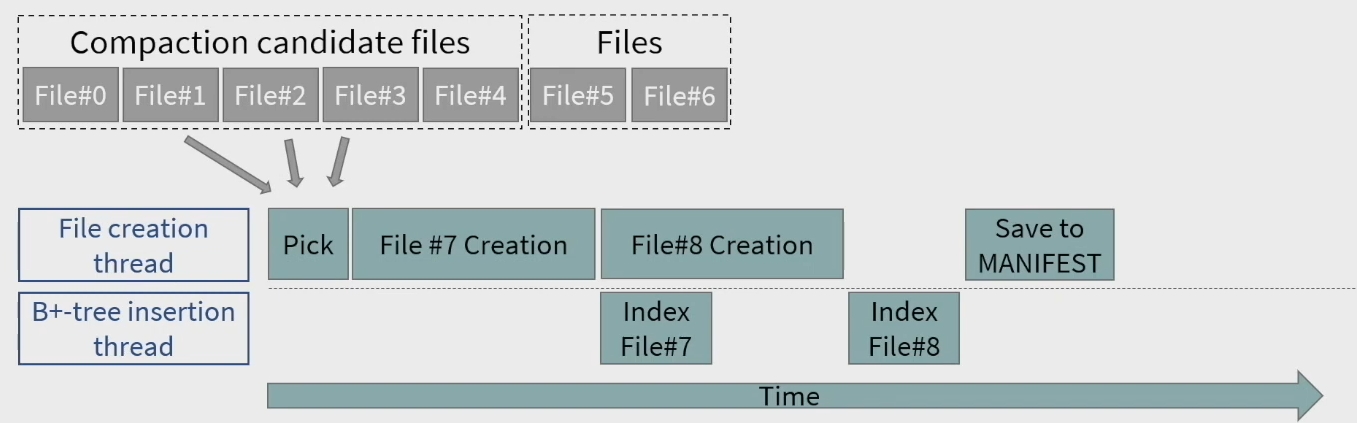 Compaction candidate files
Files
File#0
File#1
File#2
File#3
File#4
File#5
File#6
File creation
thread
Pick
File #7 Creation
File#8 Creation
Save to
MANIFEST
B+-tree insertion
thread
Index
File#7
Index
File#8
Time